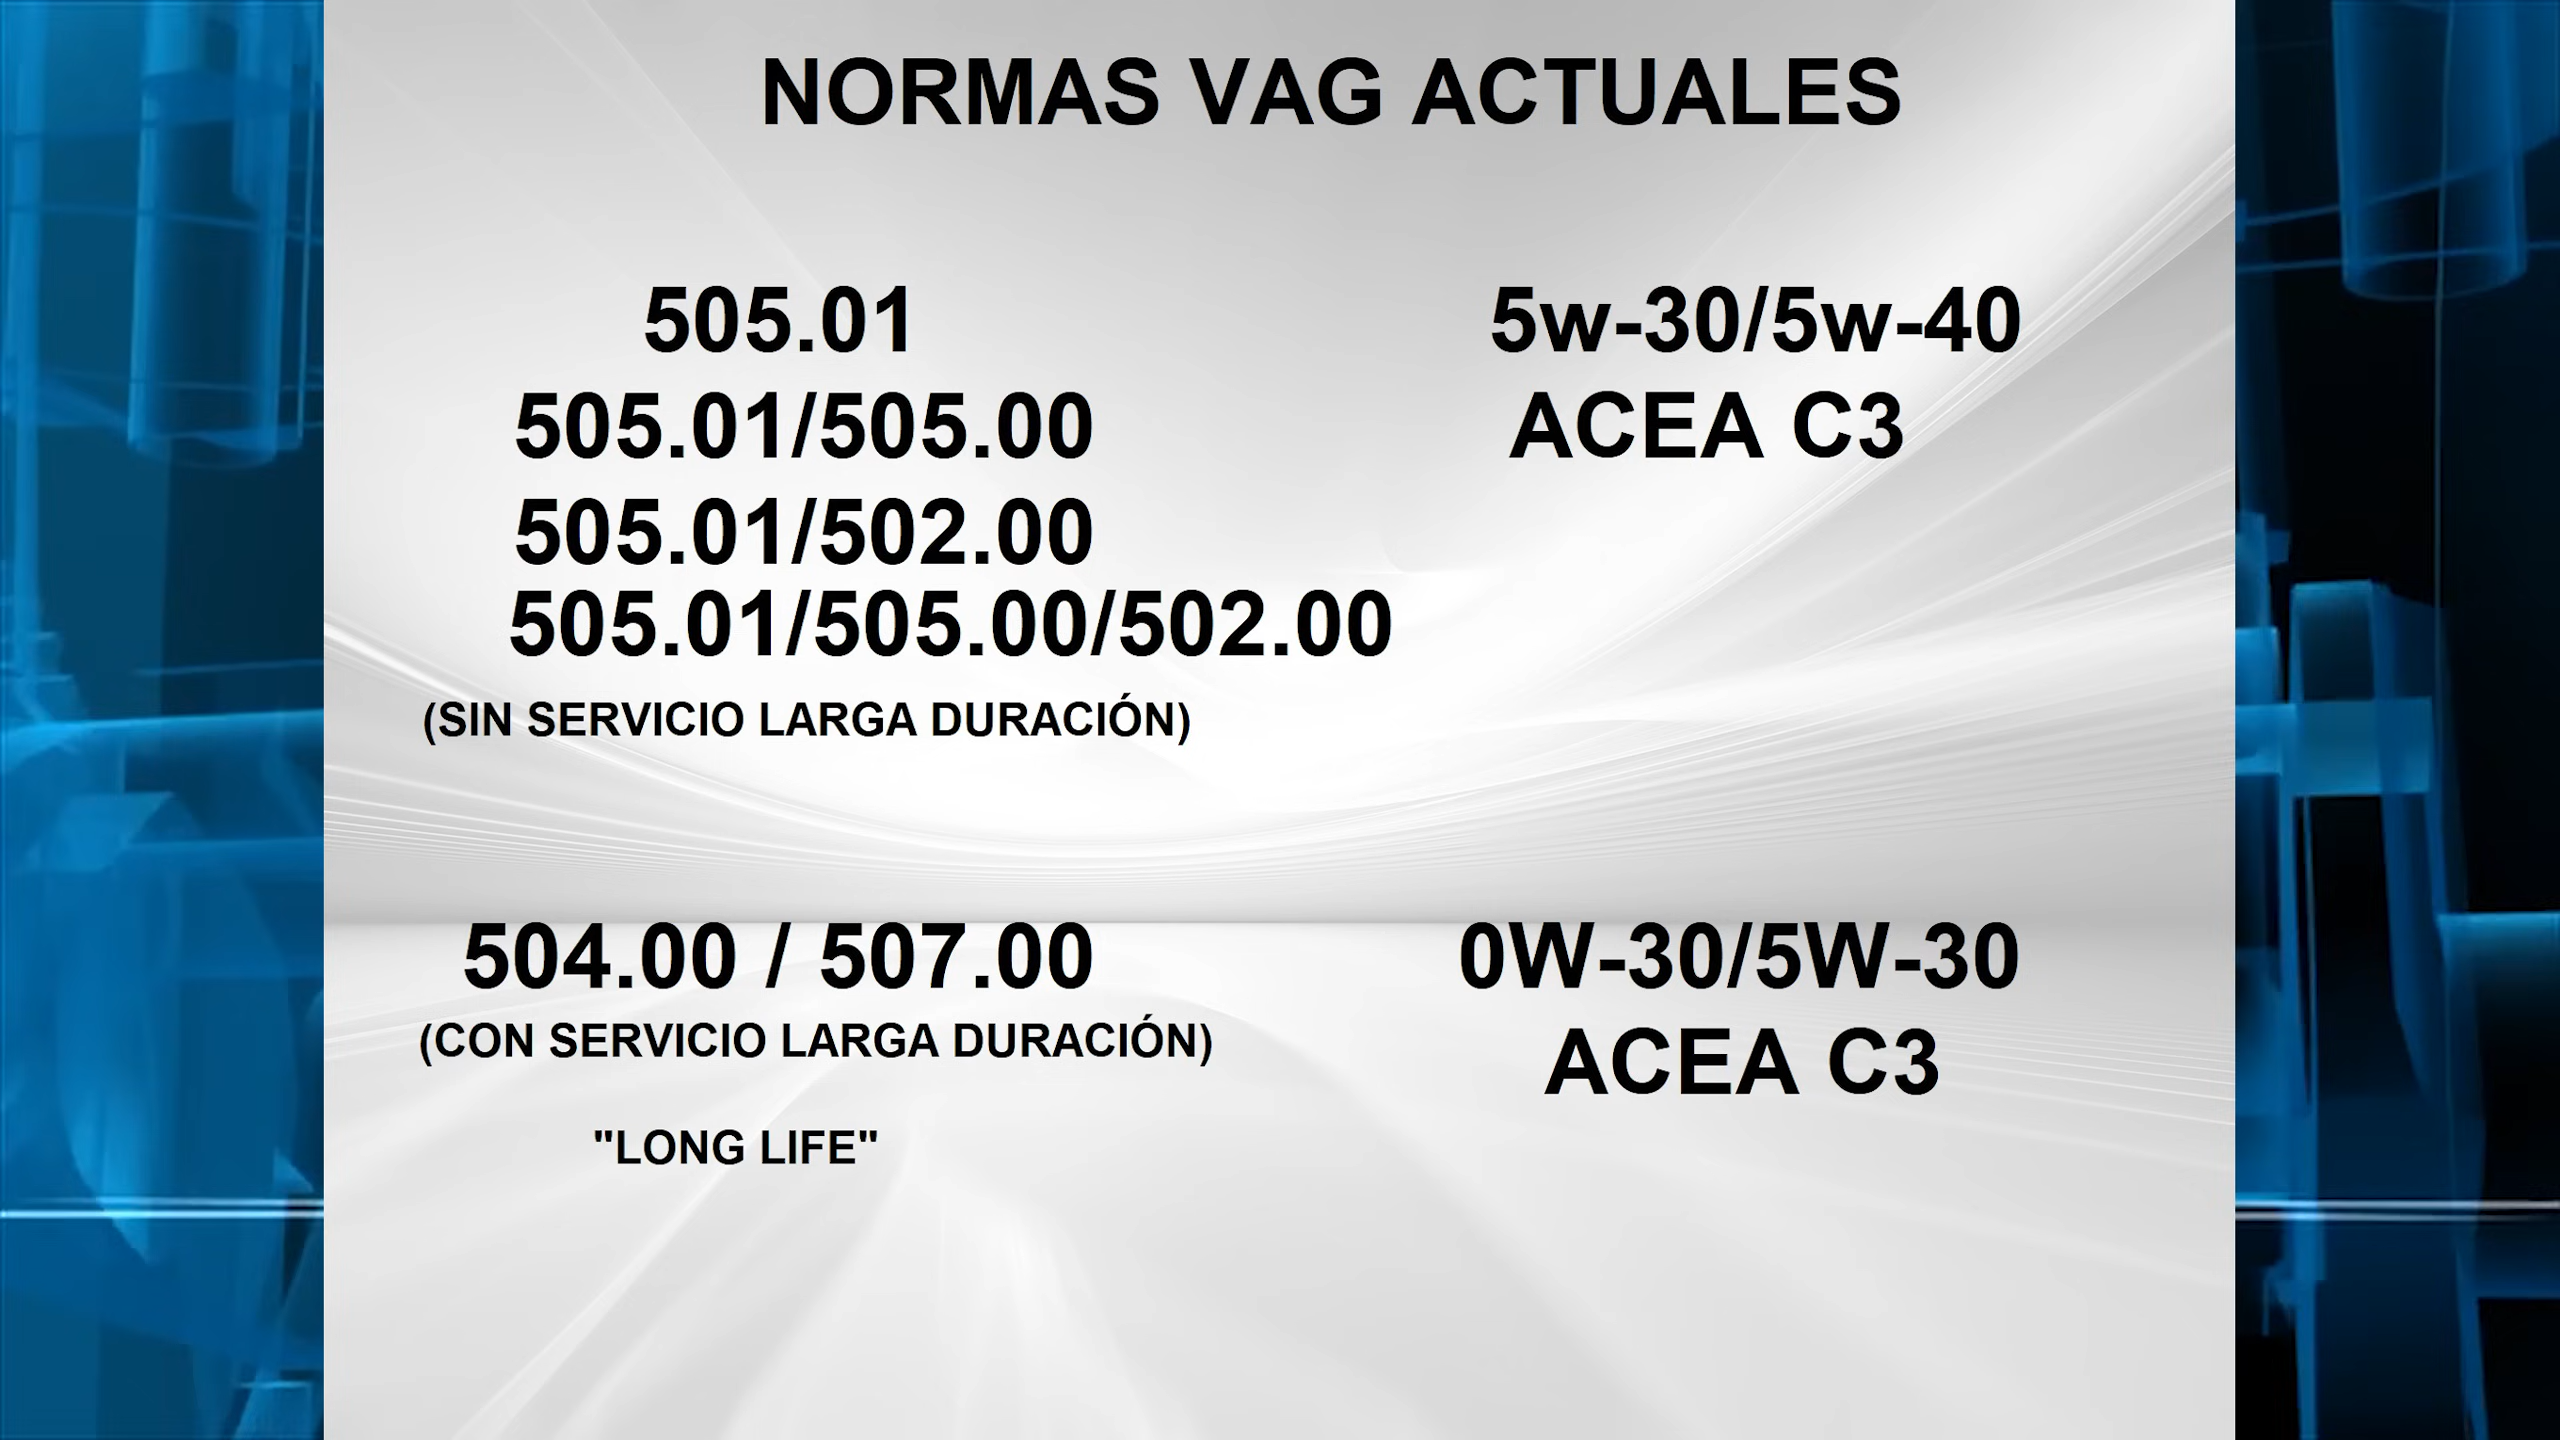 NORMAS VAG ACTUALES
505.01 5w-30/5w-40
505.01/505.00 ACEA C3
505.01/502.00
505.01/505.00/502.00
(SIN SERVICIO LARGA DURACIÓN)
504.00 / 507.00 0W-30/5W-30
(CON SERVICIO LARGA DURACIÓN)
ACEA C3
"LONG LIFE"